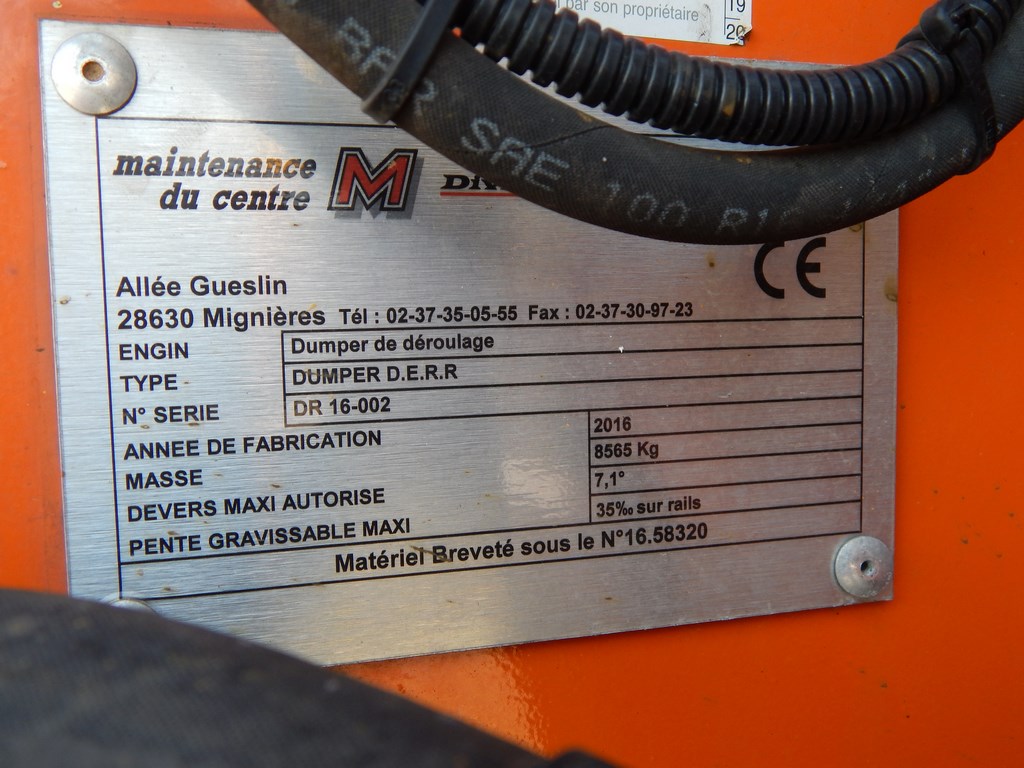 par son propriétaire
19
20
SAE 100
maintenance
du centre
M
CE
Allée Gueslin
28630 Mignières Tél : 02-37-35-05-55 Fax : 02-37-30-97-23
ENGIN Dumper de déroulage
TYPE DUMPER D.E.R.R
N° SERIE DR 16-002
ANNEE DE FABRICATION 2016
MASSE 8565 Kg
DEVERS MAXI AUTORISE 7,1°
PENTE GRAVISSABLE MAXI 35‰ sur rails
Matériel Breveté sous le N°16.58320